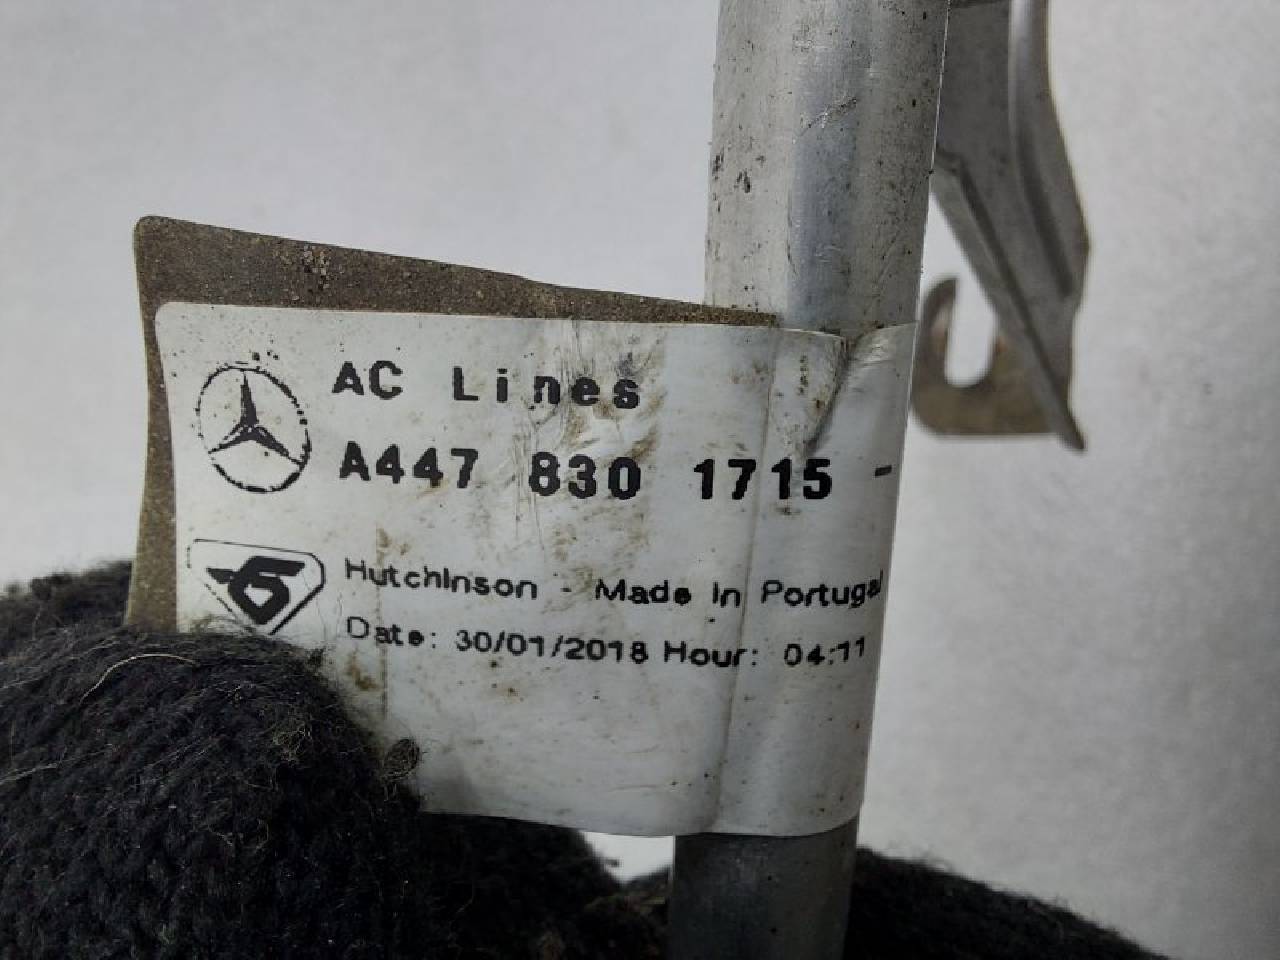 AC Lines
A447 830 1715 -
Hutchinson - Made in Portugal
Date: 30/01/2018 Hour: 04:11